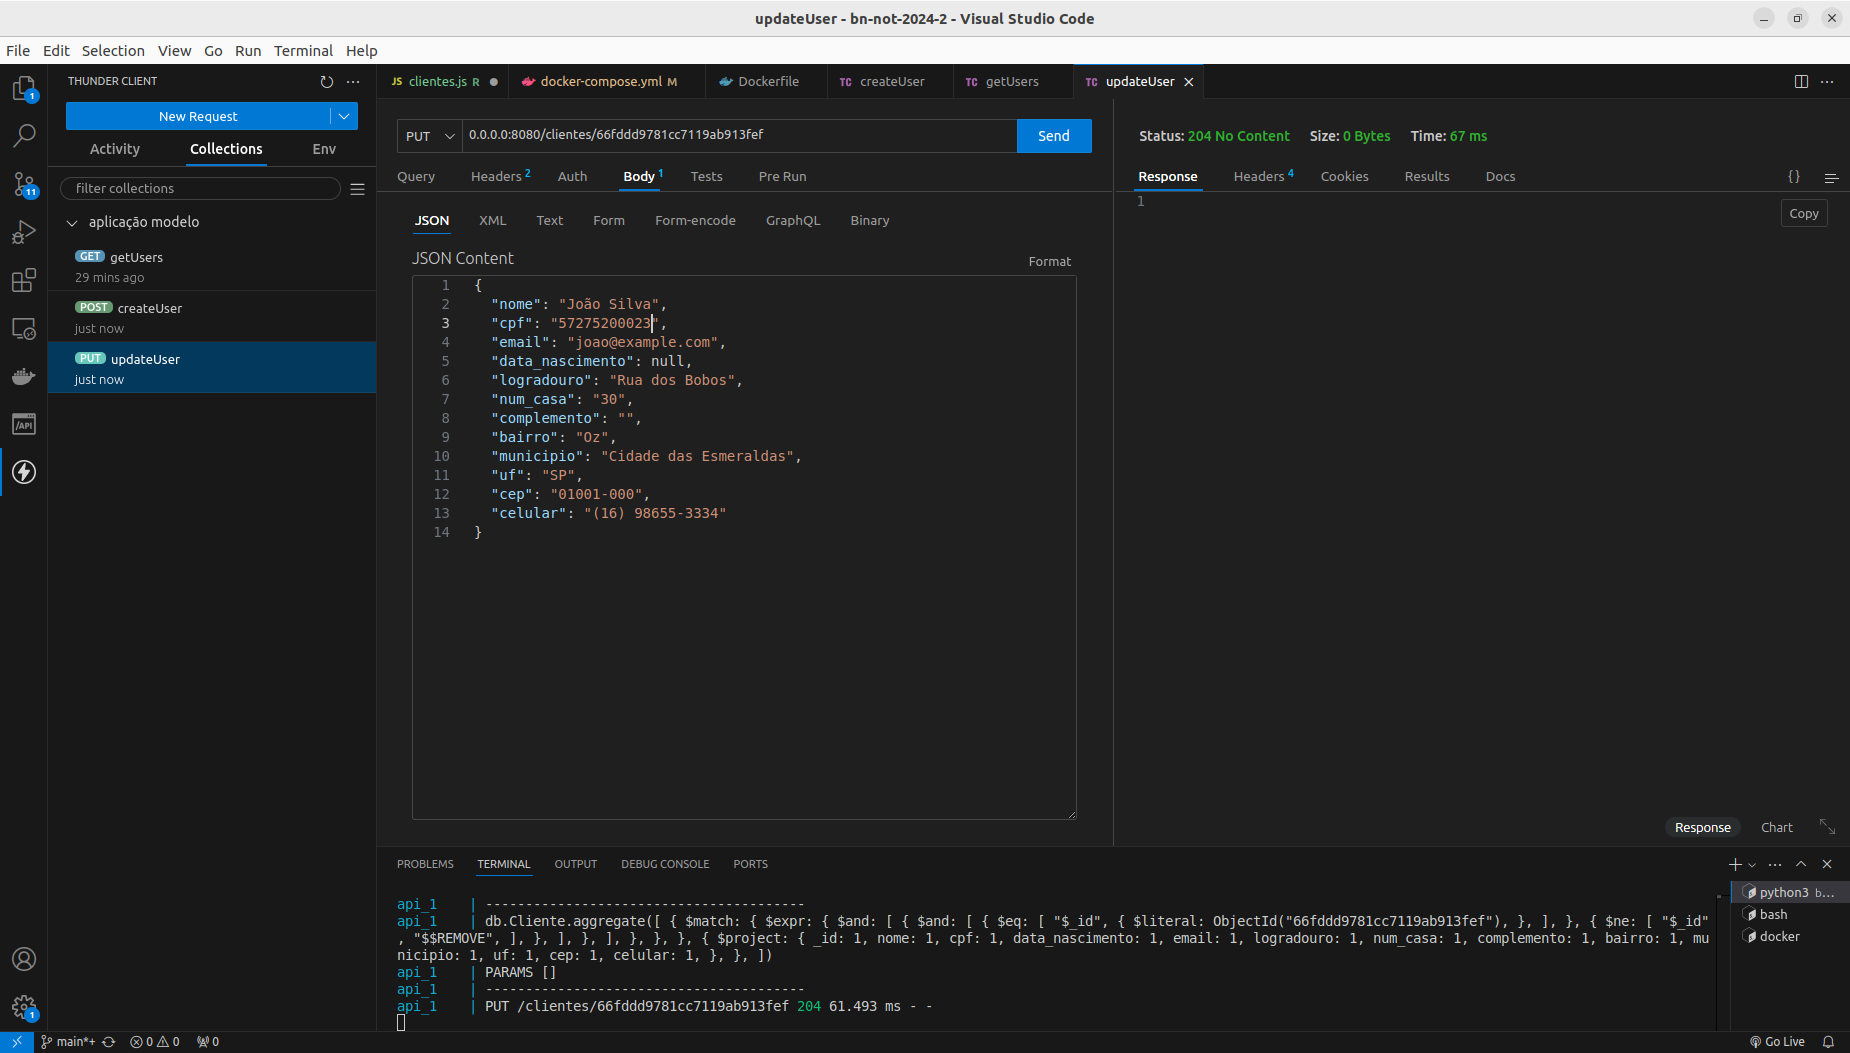 updateUser - bn-not-2024-2 - Visual Studio Code
File Edit Selection View Go Run Terminal Help
THUNDER CLIENT
New Request
Activity Collections Env
filter collections
aplicação modelo
GET getUsers
29 mins ago
POST createUser
just now
PUT updateUser
just now
1
11
/API
1
JS clientes.js R
docker-compose.yml M
Dockerfile
TC createUser
TC getUsers
TC updateUser
PUT 0.0.0.0:8080/clientes/66fddd9781cc7119ab913fef Send
Query Headers 2 Auth Body 1 Tests Pre Run
JSON XML Text Form Form-encode GraphQL Binary
JSON Content Format
1 {
2 "nome": "João Silva",
3 "cpf": "57275200023",
4 "email": "joao@example.com",
5 "data_nascimento": null,
6 "logradouro": "Rua dos Bobos",
7 "num_casa": "30",
8 "complemento": "",
9 "bairro": "Oz",
10 "municipio": "Cidade das Esmeraldas",
11 "uf": "SP",
12 "cep": "01001-000",
13 "celular": "(16) 98655-3334"
14 }
Status: 204 No Content Size: 0 Bytes Time: 67 ms
Response Headers 4 Cookies Results Docs {}
1
Copy
Response Chart
PROBLEMS TERMINAL OUTPUT DEBUG CONSOLE PORTS
api_1 | --------------------------------------
api_1 | db.Cliente.aggregate([ { $match: { $expr: { $and: [ { $and: [ { $eq: [ "$_id", { $literal: ObjectId("66fddd9781cc7119ab913fef"), }, ], }, { $ne: [ "$_id"
, "$$REMOVE", ], }, ], }, ], }, }, }, { $project: { _id: 1, nome: 1, cpf: 1, data_nascimento: 1, email: 1, logradouro: 1, num_casa: 1, complemento: 1, bairro: 1, mu
nicipio: 1, uf: 1, cep: 1, celular: 1, }, }, ])
api_1 | PARAMS []
api_1 | --------------------------------------
api_1 | PUT /clientes/66fddd9781cc7119ab913fef 204 61.493 ms - -
python3 b...
bash
docker
main*+ 0 0 0 Go Live